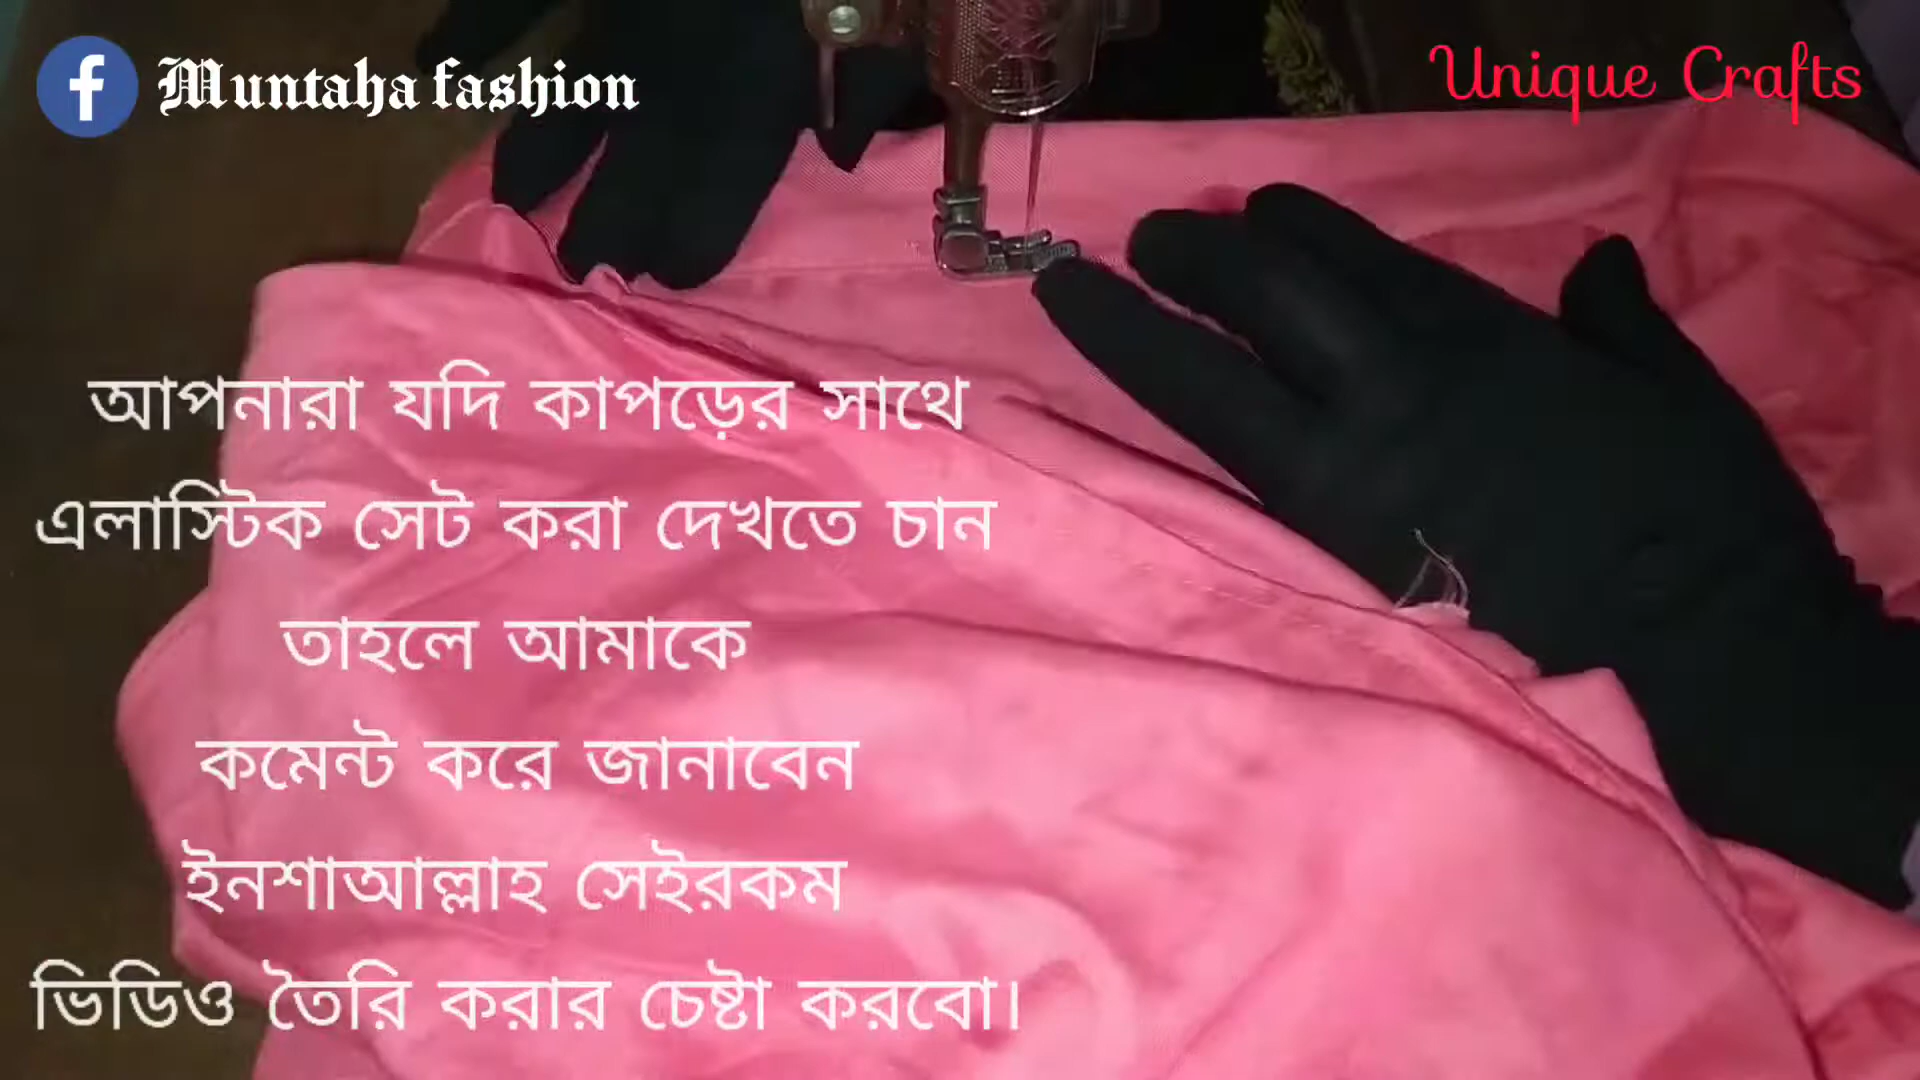 Muntaha fashion
Unique Crafts
আপনারা যদি কাপড়ের সাথে
এলাস্টিক সেট করা দেখতে চান
তাহলে আমাকে
কমেন্ট করে জানাবেন
ইনশাআল্লাহ সেইরকম
ভিডিও তৈরি করার চেষ্টা করবো।